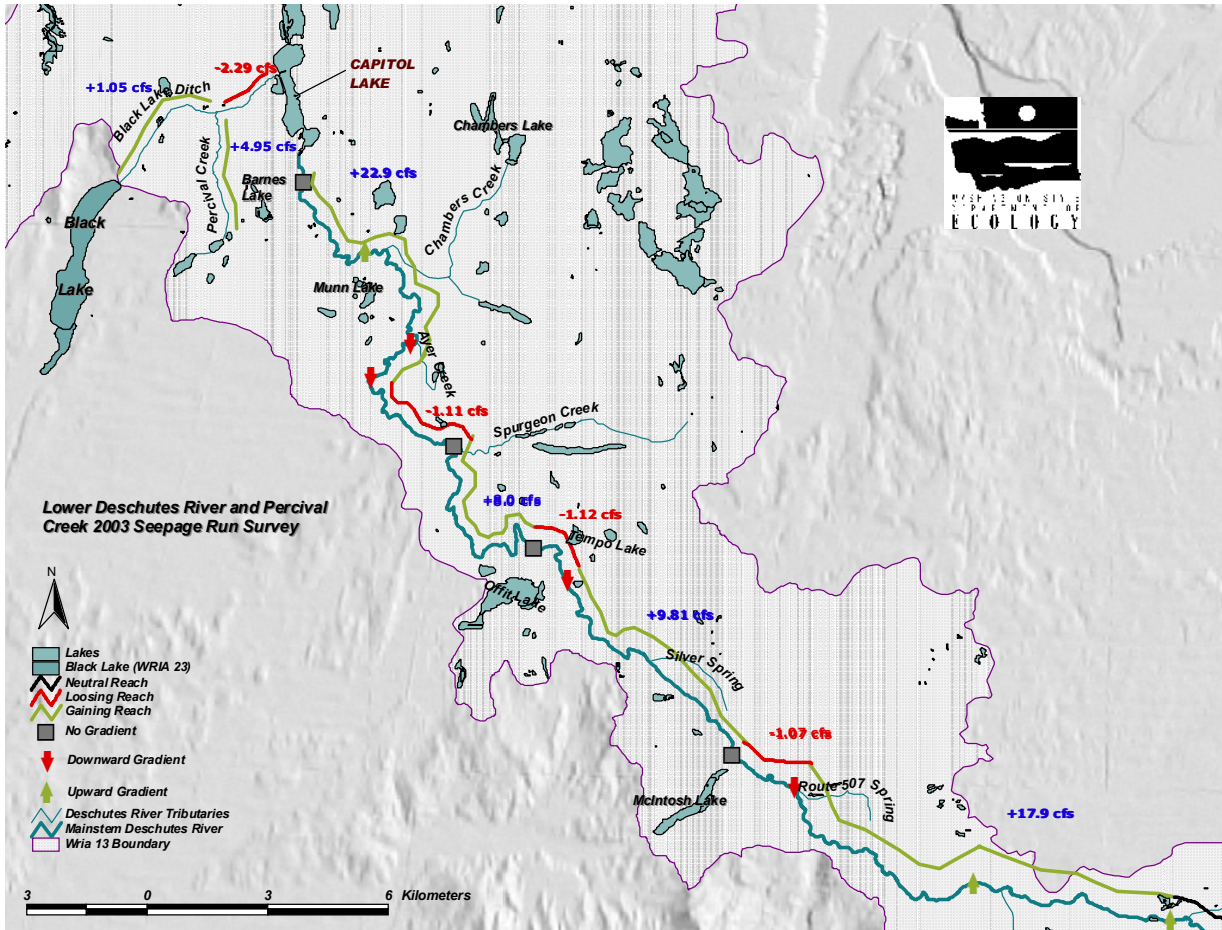 -2.29 cfs
CAPITOL
LAKE
+1.05 cfs
Black Lake Ditch
Chambers Lake
+4.95 cfs
Percival Creek
Barnes
Lake
+22.9 cfs
Chambers Creek
ECOLOGY
Black
Lake
Munn Lake
Ayer Creek
-1.11 cfs
Spurgeon Creek
+8.0 cfs
-1.12 cfs
Tempo Lake
Offit Lake
+9.81 cfs
Silver Spring
-1.07 cfs
Route 507 Spring
McIntosh Lake
+17.9 cfs
Lower Deschutes River and Percival
Creek 2003 Seepage Run Survey
N
Lakes
Black Lake (WRIA 23)
Neutral Reach
Loosing Reach
Gaining Reach
No Gradient
Downward Gradient
Upward Gradient
Deschutes River Tributaries
Mainstem Deschutes River
Wria 13 Boundary
3 0 3 6 Kilometers